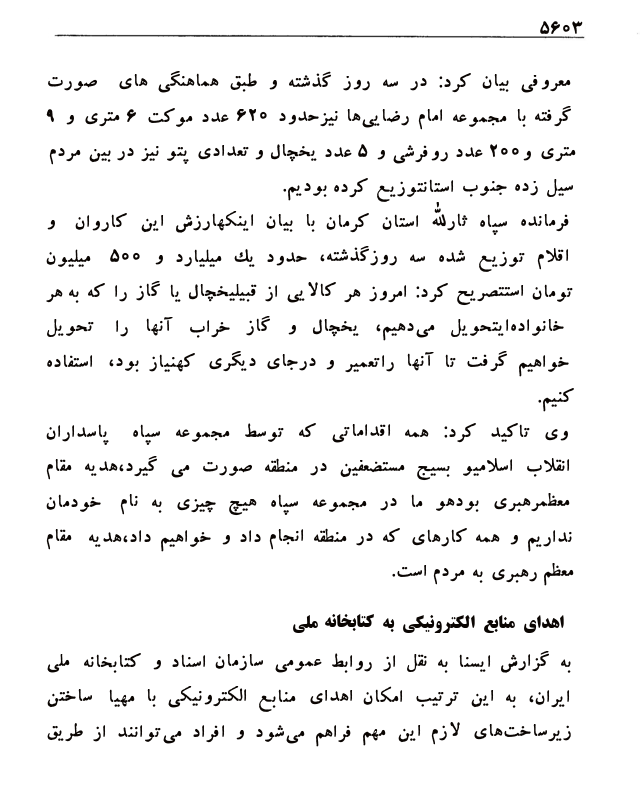 ۵۶۰۳
معروفی بیان کرد: در سه روز گذشته و طبق هماهنگی های صورت
گرفته با مجموعه امام رضایی‌ها نیزحدود ۶۲۰ عدد موکت ۶ متری و ۹
متری و ۲۰۰ عدد روفرشی و ۵ عدد یخچال و تعدادی پتو نیز در بین مردم
سیل زده جنوب استانتوزیع کرده بودیم.
فرمانده سپاه ثارالله استان کرمان با بیان اینکهارزش این کاروان و
اقلام توزیع شده سه روزگذشته، حدود یك میلیارد و ۵۰۰ میلیون
تومان استتصریح کرد: امروز هر کالایی از قبیلیخچال یا گاز را که به هر
خانواده‌ایتحویل می‌دهیم، یخچال و گاز خراب آنها را تحویل
خواهیم گرفت تا آنها راتعمیر و درجای دیگری کهنیاز بود، استفاده
کنیم.
وی تاکید کرد: همه اقداماتی که توسط مجموعه سپاه پاسداران
انقلاب اسلامیو بسیج مستضعفین در منطقه صورت می گیرد،هدیه مقام
معظمرهبری بودهو ما در مجموعه سپاه هیچ چیزی به نام خودمان
نداریم و همه کارهای که در منطقه انجام داد و خواهیم داد،هدیه مقام
معظم رهبری به مردم است.
اهدای منابع الکترونیکی به کتابخانه ملی
به گزارش ایسنا به نقل از روابط عمومی سازمان اسناد و کتابخانه ملی
ایران، به این ترتیب امکان اهدای منابع الکترونیکی با مهیا ساختن
زیرساخت‌های لازم این مهم فراهم می‌شود و افراد می‌توانند از طریق